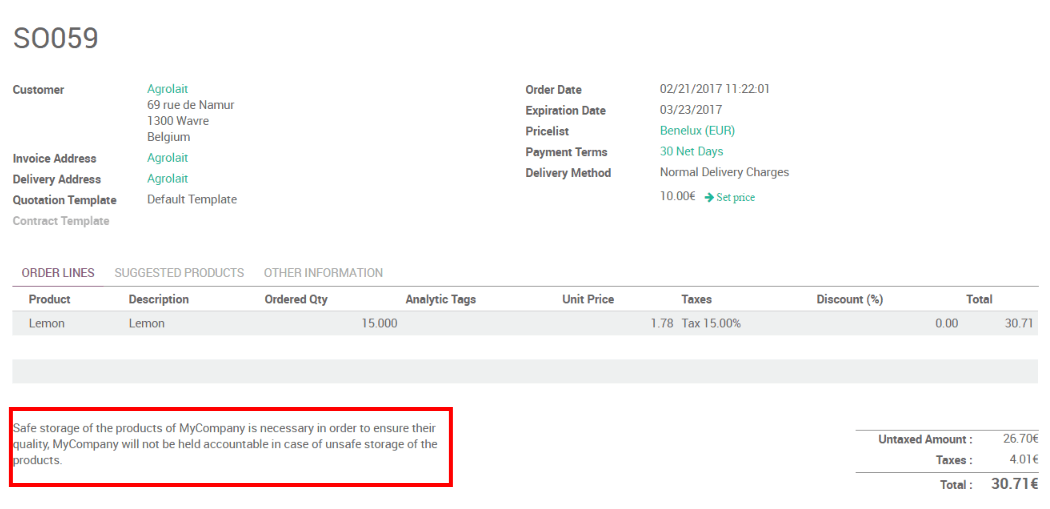 SO059
Customer Agrolait Order Date 02/21/2017 11:22:01
69 rue de Namur Expiration Date 03/23/2017
1300 Wavre Pricelist Benelux (EUR)
Belgium
Invoice Address Agrolait Payment Terms 30 Net Days
Delivery Address Agrolait Delivery Method Normal Delivery Charges
Quotation Template Default Template 10.00€ Set price
Contract Template
ORDER LINES SUGGESTED PRODUCTS OTHER INFORMATION
Product Description Ordered Qty Analytic Tags Unit Price Taxes Discount (%) Total
Lemon Lemon 15.000 1.78 Tax 15.00% 0.00 30.71
Safe storage of the products of MyCompany is necessary in order to ensure their
quality, MyCompany will not be held accountable in case of unsafe storage of the
products.
Untaxed Amount : 26.70€
Taxes : 4.01€
Total : 30.71€